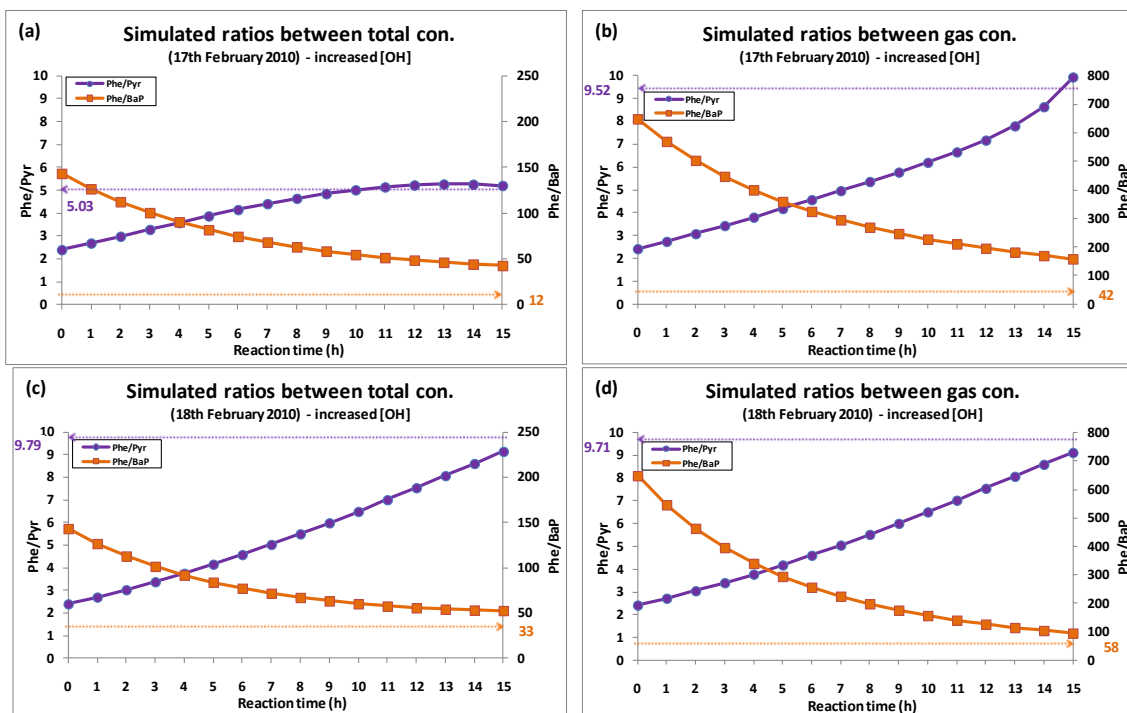 (a)
Simulated ratios between total con.
(17th February 2010) - increased [OH]
Phe/Pyr
Phe/BaP
10
9
8
7
6
5
4
3
2
1
0
250
200
150
100
50
0
5.03
12
Phe/Pyr
Phe/BaP
0 1 2 3 4 5 6 7 8 9 10 11 12 13 14 15
Reaction time (h)
(b)
Simulated ratios between gas con.
(17th February 2010) - increased [OH]
Phe/Pyr
Phe/BaP
10
9
8
7
6
5
4
3
2
1
0
800
700
600
500
400
300
200
100
0
9.52
42
Phe/Pyr
Phe/BaP
0 1 2 3 4 5 6 7 8 9 10 11 12 13 14 15
Reaction time (h)
(c)
Simulated ratios between total con.
(18th February 2010) - increased [OH]
Phe/Pyr
Phe/BaP
10
9
8
7
6
5
4
3
2
1
0
250
200
150
100
50
0
9.79
33
Phe/Pyr
Phe/BaP
0 1 2 3 4 5 6 7 8 9 10 11 12 13 14 15
Reaction time (h)
(d)
Simulated ratios between gas con.
(18th February 2010) - increased [OH]
Phe/Pyr
Phe/BaP
10
9
8
7
6
5
4
3
2
1
0
800
700
600
500
400
300
200
100
0
9.71
58
Phe/Pyr
Phe/BaP
0 1 2 3 4 5 6 7 8 9 10 11 12 13 14 15
Reaction time (h)